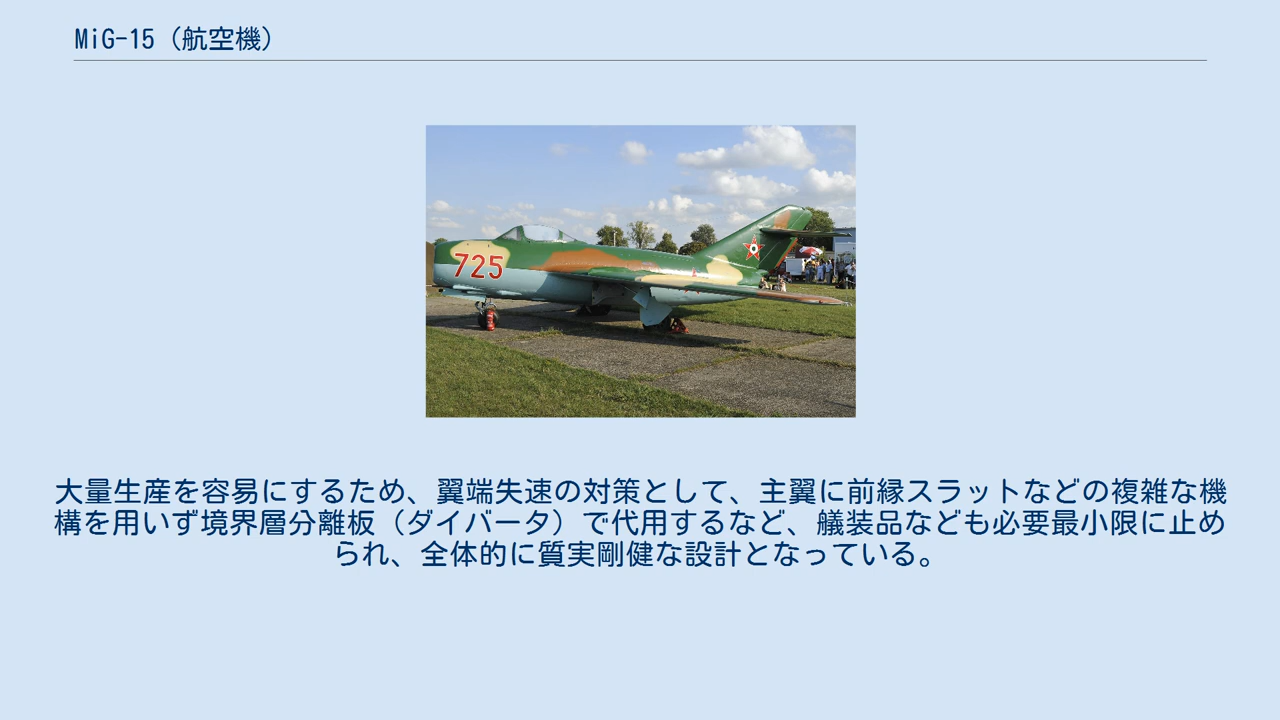 MiG-15（航空機）
725
大量生産を容易にするため、翼端失速の対策として、主翼に前縁スラットなどの複雑な機
構を用いず境界層分離板（ダイバータ）で代用するなど、艤装品なども必要最小限に止め
られ、全体的に質実剛健な設計となっている。